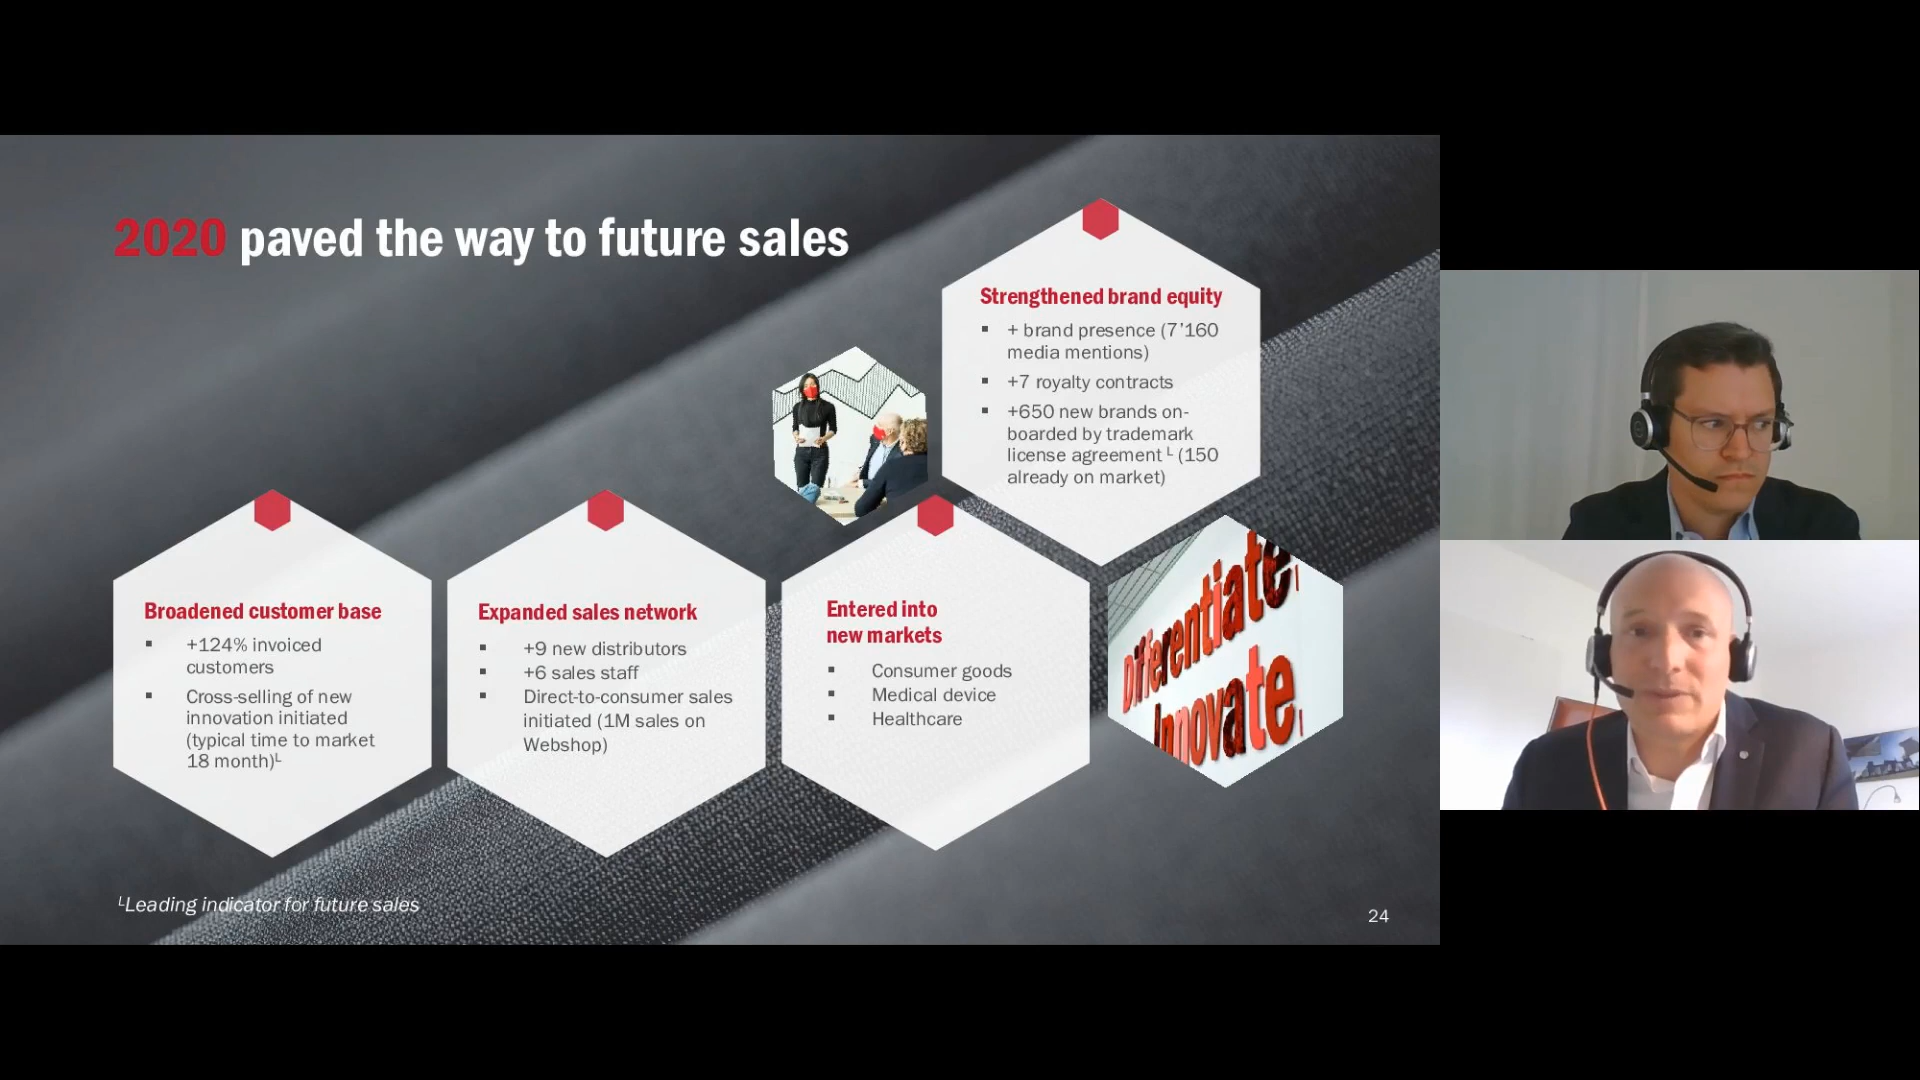 2020 paved the way to future sales
Strengthened brand equity
▪ + brand presence (7'160
media mentions)
▪ +7 royalty contracts
▪ +650 new brands on-
boarded by trademark
license agreement ᴸ (150
already on market)
Broadened customer base
▪ +124% invoiced
customers
▪ Cross-selling of new
innovation initiated
(typical time to market
18 month)ᴸ
Expanded sales network
▪ +9 new distributors
▪ +6 sales staff
▪ Direct-to-consumer sales
initiated (1M sales on
Webshop)
Entered into
new markets
▪ Consumer goods
▪ Medical device
▪ Healthcare
Differentiate.
Innovate.
ᴸLeading indicator for future sales
24